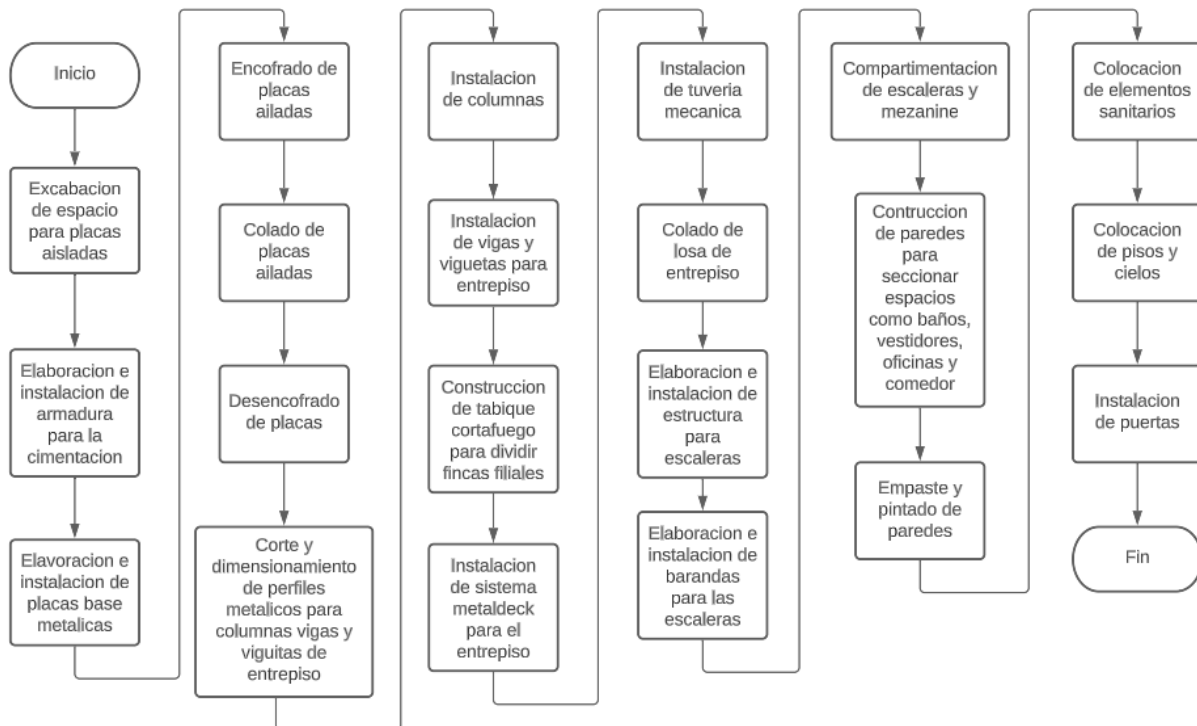 Inicio
Excabacion
de espacio
para placas
aisladas
Elaboracion e
instalacion de
armadura
para la
cimentacion
Elavoracion e
instalacion de
placas base
metalicas
Encofrado de
placas
ailadas
Colado de
placas
ailadas
Desencofrado
de placas
Corte y
dimensionamiento
de perfiles
metalicos para
columnas vigas y
viguitas de
entrepiso
Instalacion
de columnas
Instalacion
de vigas y
viguetas para
entrepiso
Construccion
de tabique
cortafuego
para dividir
fincas filiales
Instalacion
de sistema
metaldeck
para el
entrepiso
Instalacion
de tuveria
mecanica
Colado de
losa de
entrepiso
Elaboracion e
instalacion de
estructura
para
escaleras
Elaboracion e
instalacion de
barandas
para las
escaleras
Compartimentacion
de escaleras y
mezanine
Contruccion
de paredes
para
seccionar
espacios
como baños,
vestidores,
oficinas y
comedor
Empaste y
pintado de
paredes
Colocacion
de elementos
sanitarios
Colocacion
de pisos y
cielos
Instalacion
de puertas
Fin